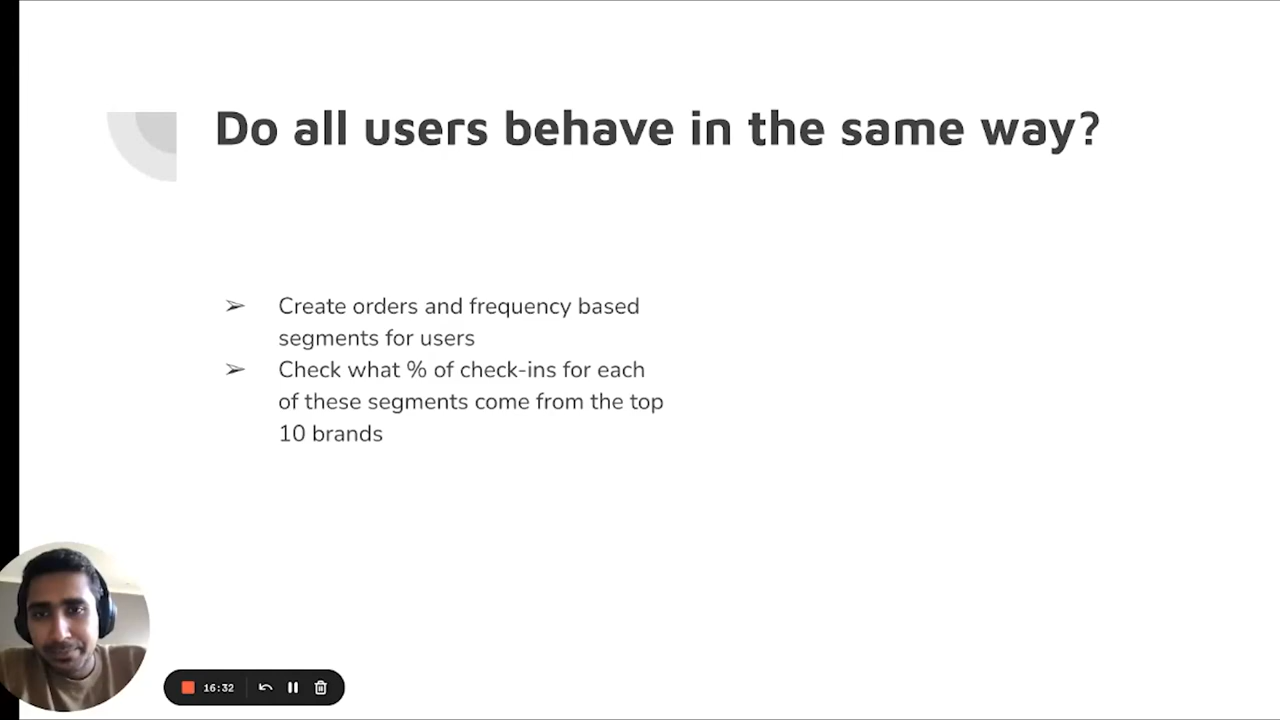 Do all users behave in the same way?
➢ Create orders and frequency based
segments for users
➢ Check what % of check-ins for each
of these segments come from the top
10 brands
16:32